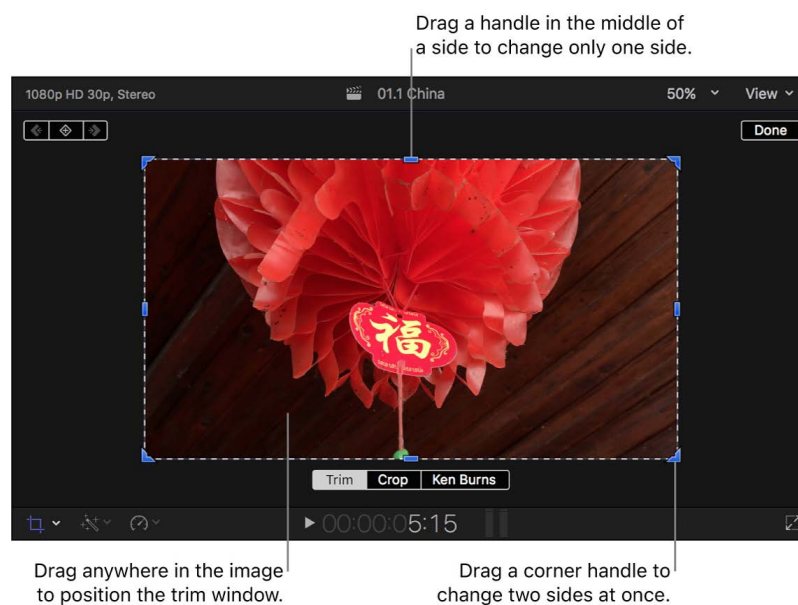 Drag a handle in the middle of
a side to change only one side.
1080p HD 30p, Stereo
01.1 China
50%
View
Done
福
Trim
Crop
Ken Burns
00:00:05:15
Drag anywhere in the image
to position the trim window.
Drag a corner handle to
change two sides at once.